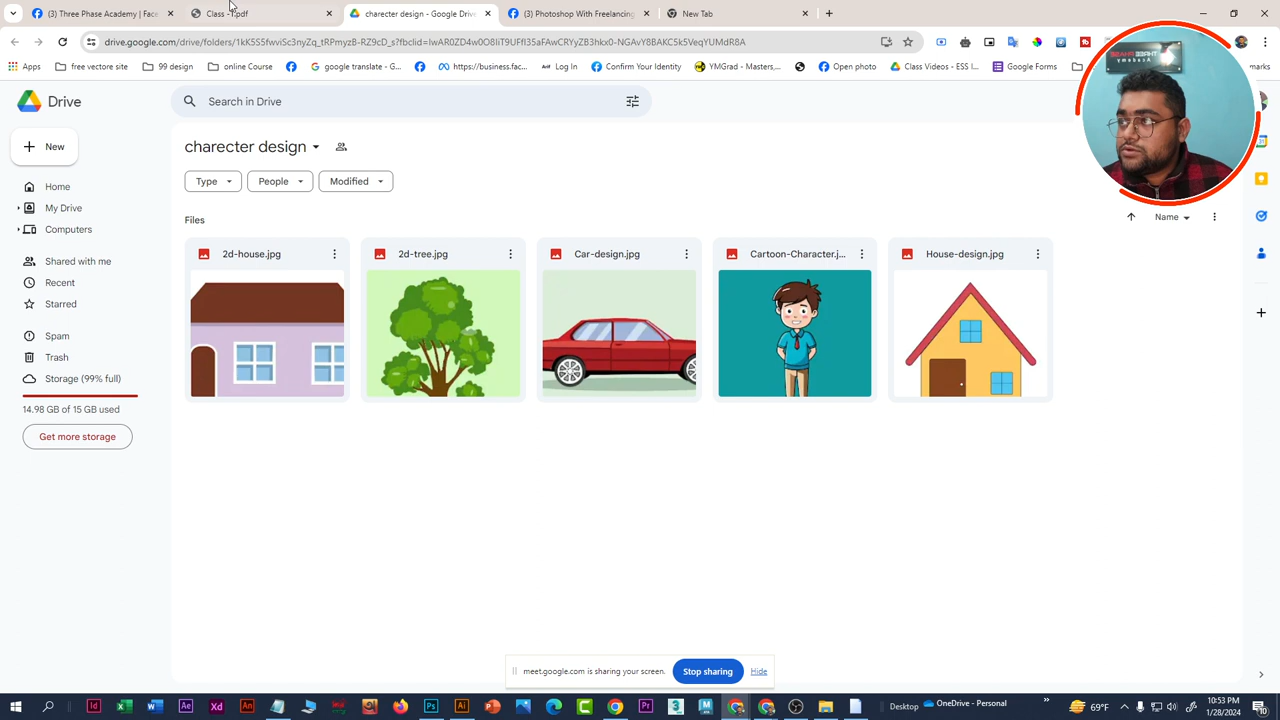 (3) Three Phase Academy | Face
Class -1.pdf
charecter design - Google Drive
(3) Photoshop With Freelancing
New Tab
drive.google.com/drive/folders/1kK5S5fwviSc3nyZq_tRPmyzB-RZ9cD_s?fbclid=IwAR0ZD4wO8IiT9UFfI35aFAwCRYyZB3hkx0-NGAvY8BAKC5k5VeqYUMdR8A
Apps
free vectore site
99 design
google translate - G...
https://business.fac...
Log In
Confirm Your Identity
YMGrad - Masters,...
Open photo
Class Videos - ESS I...
Google Forms
Drive
Search in Drive
New
charecter design
Type
People
Modified
Home
My Drive
Computers
Shared with me
Recent
Starred
Spam
Trash
Storage (99% full)
14.98 GB of 15 GB used
Get more storage
Files
Name
2d-house.jpg
2d-tree.jpg
Car-design.jpg
Cartoon-Character.j...
House-design.jpg
meet.google.com is sharing your screen.
Stop sharing
Hide
Desktop
OneDrive - Personal
69°F
10:53 PM
1/28/2024